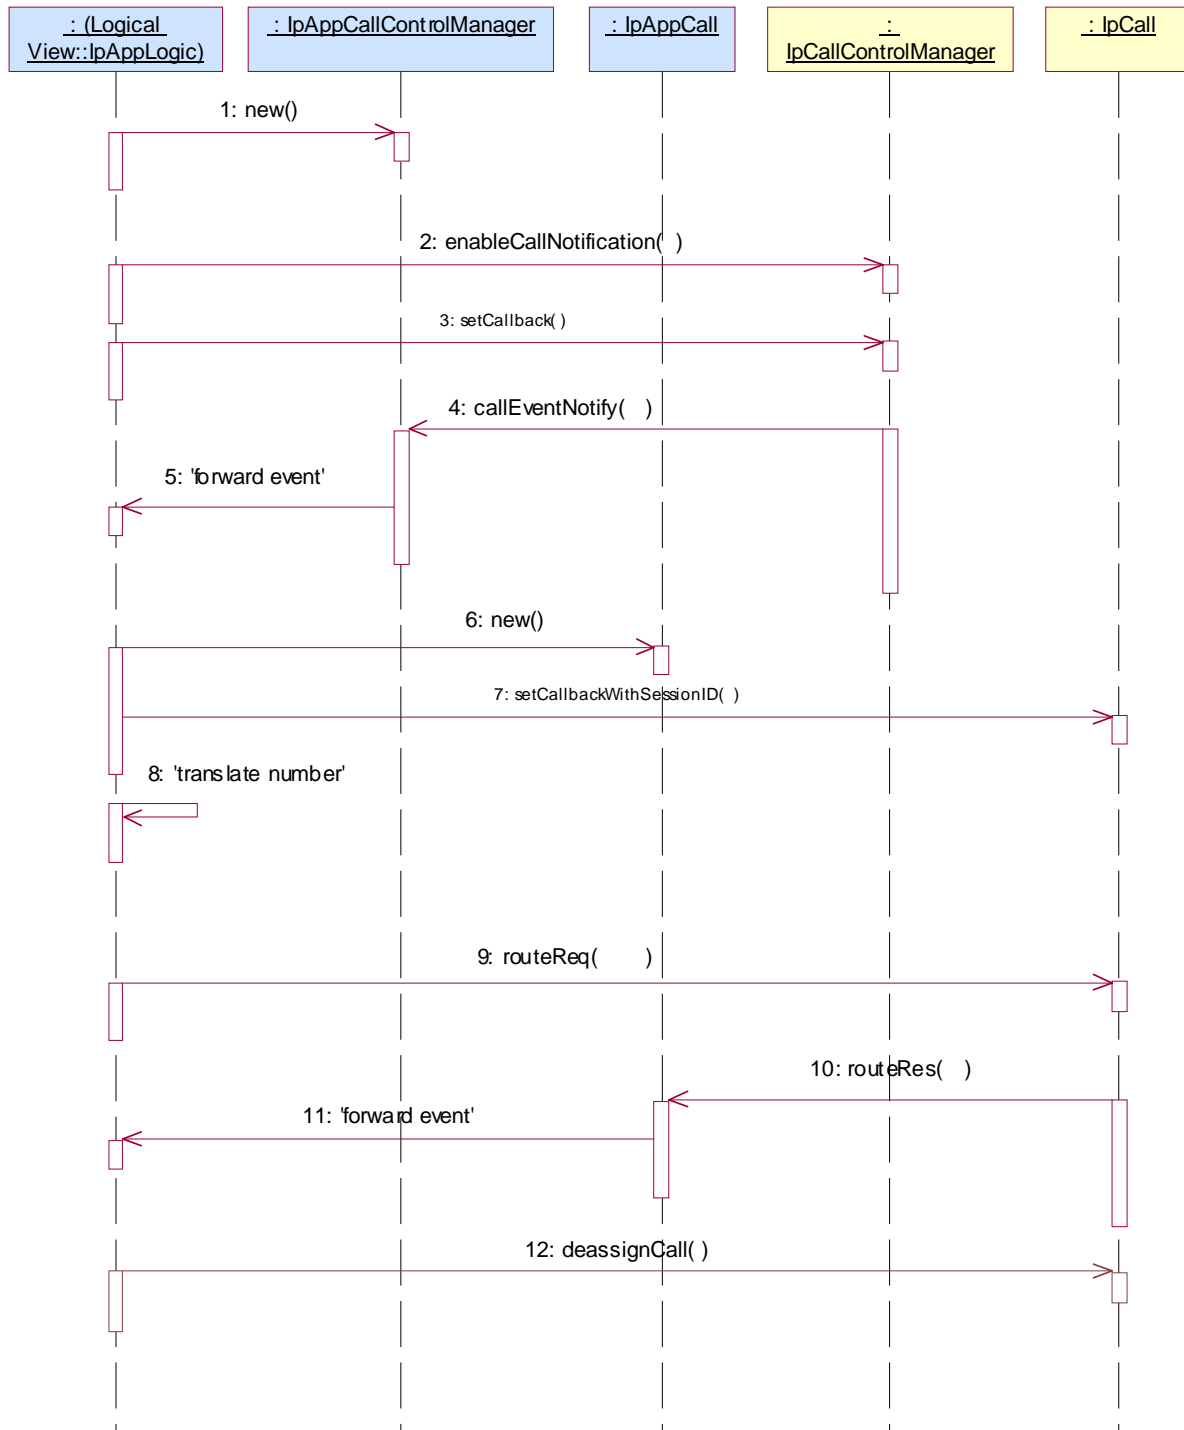 : (Logical
View::IpAppLogic)
: IpAppCallControlManager
: IpAppCall
:
IpCallControlManager
: IpCall
1: new()
2: enableCallNotification( )
3: setCallback( )
4: callEventNotify( )
5: 'forward event'
6: new()
7: setCallbackWithSessionID( )
8: 'translate number'
9: routeReq( )
10: routeRes( )
11: 'forward event'
12: deassignCall( )